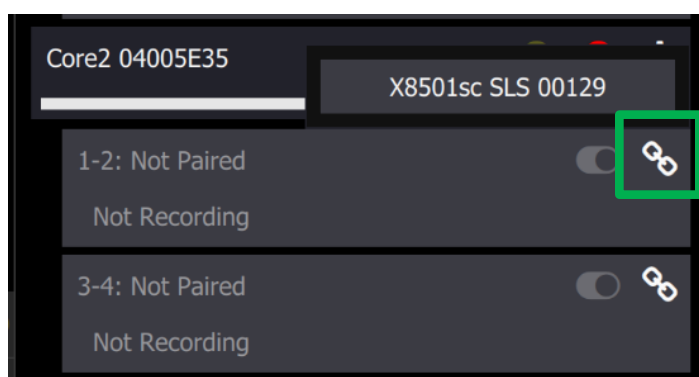 Core2 04005E35
X8501sc SLS 00129
1-2: Not Paired
Not Recording
3-4: Not Paired
Not Recording